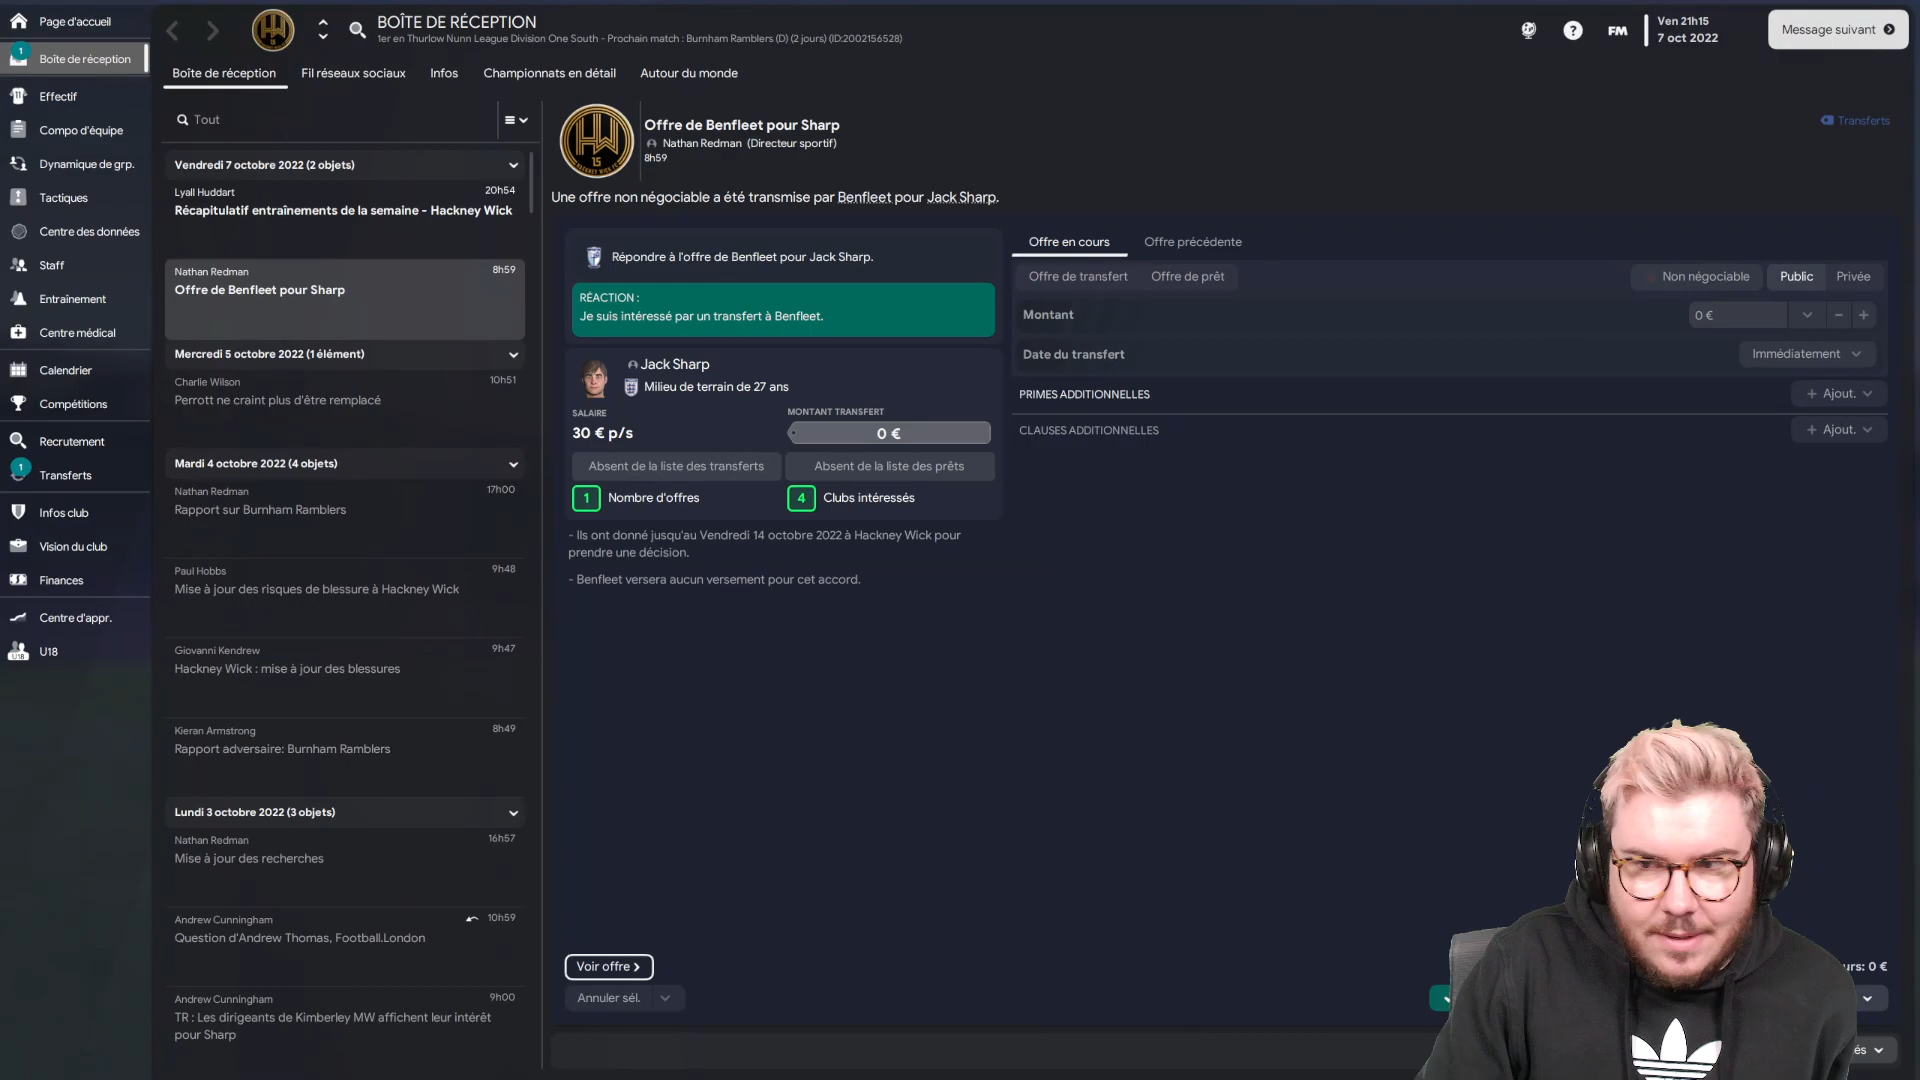 Page d'accueil
1
Boîte de réception
Effectif
Compo d'équipe
Dynamique de grp.
Tactiques
Centre des données
Staff
Entraînement
Centre médical
Calendrier
Compétitions
Recrutement
1
Transferts
Infos club
Vision du club
Finances
Centre d'appr.
U18
U18
BOÎTE DE RÉCEPTION
1er en Thurlow Nunn League Division One South - Prochain match : Burnham Ramblers (D) (2 jours) (ID:2002156528)
FM
Ven 21h15
7 oct 2022
Message suivant
Boîte de réception
Fil réseaux sociaux
Infos
Championnats en détail
Autour du monde
Tout
Vendredi 7 octobre 2022 (2 objets)
Lyall Huddart 20h54
Récapitulatif entraînements de la semaine - Hackney Wick
Nathan Redman 8h59
Offre de Benfleet pour Sharp
Mercredi 5 octobre 2022 (1 élément)
Charlie Wilson 10h51
Perrott ne craint plus d'être remplacé
Mardi 4 octobre 2022 (4 objets)
Nathan Redman 17h00
Rapport sur Burnham Ramblers
Paul Hobbs 9h48
Mise à jour des risques de blessure à Hackney Wick
Giovanni Kendrew 9h47
Hackney Wick : mise à jour des blessures
Kieran Armstrong 8h49
Rapport adversaire: Burnham Ramblers
Lundi 3 octobre 2022 (3 objets)
Nathan Redman 16h57
Mise à jour des recherches
Andrew Cunningham 10h59
Question d'Andrew Thomas, Football.London
Andrew Cunningham 9h00
TR : Les dirigeants de Kimberley MW affichent leur intérêt
pour Sharp
HW
15
HACKNEY WICK FC
Offre de Benfleet pour Sharp
Nathan Redman (Directeur sportif)
8h59
Transferts
Une offre non négociable a été transmise par Benfleet pour Jack Sharp.
Répondre à l'offre de Benfleet pour Jack Sharp.
RÉACTION :
Je suis intéressé par un transfert à Benfleet.
Jack Sharp
Milieu de terrain de 27 ans
SALAIRE
30 € p/s
MONTANT TRANSFERT
0 €
Absent de la liste des transferts
Absent de la liste des prêts
1 Nombre d'offres
4 Clubs intéressés
- Ils ont donné jusqu'au Vendredi 14 octobre 2022 à Hackney Wick pour
prendre une décision.
- Benfleet versera aucun versement pour cet accord.
Voir offre
Annuler sél.
Offre en cours
Offre précédente
Offre de transfert
Offre de prêt
Non négociable
Public
Privée
Montant
0 €
Date du transfert
Immédiatement
PRIMES ADDITIONNELLES
Ajout.
CLAUSES ADDITIONNELLES
Ajout.
urs: 0 €
és